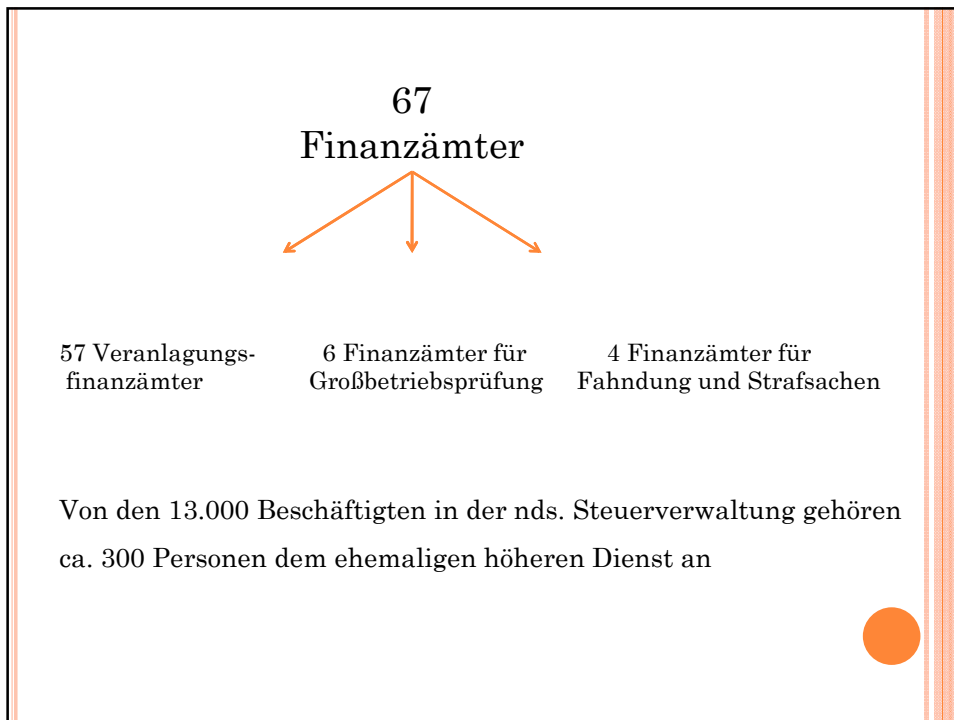 67
Finanzämter
57 Veranlagungs-
finanzämter
6 Finanzämter für
Großbetriebsprüfung
4 Finanzämter für
Fahndung und Strafsachen
Von den 13.000 Beschäftigten in der nds. Steuerverwaltung gehören
ca. 300 Personen dem ehemaligen höheren Dienst an